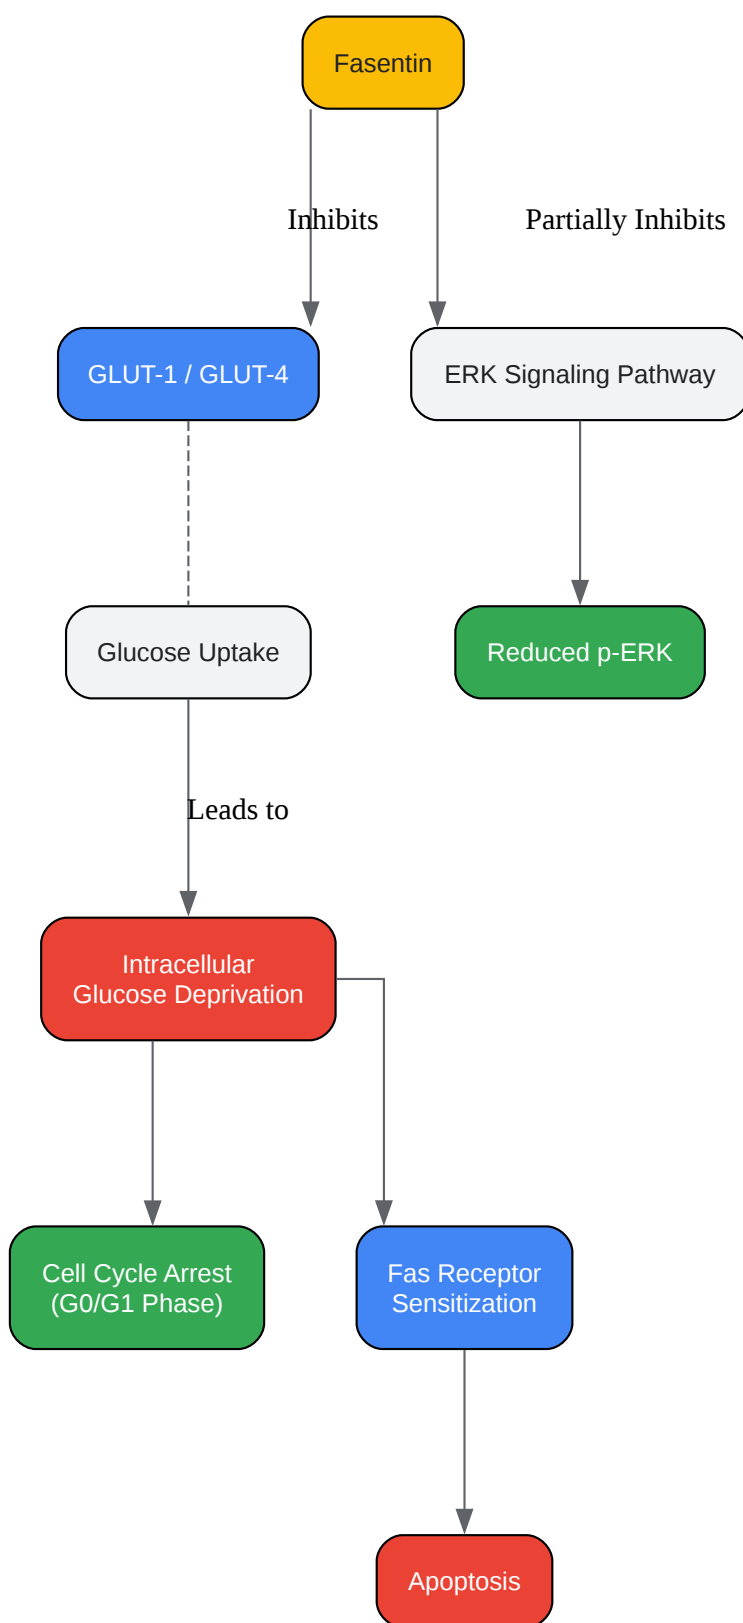 Fasentin
Inhibits
Partially Inhibits
GLUT-1 / GLUT-4
ERK Signaling Pathway
Glucose Uptake
Reduced p-ERK
Leads to
Intracellular
Glucose Deprivation
Cell Cycle Arrest
(G0/G1 Phase)
Fas Receptor
Sensitization
Apoptosis